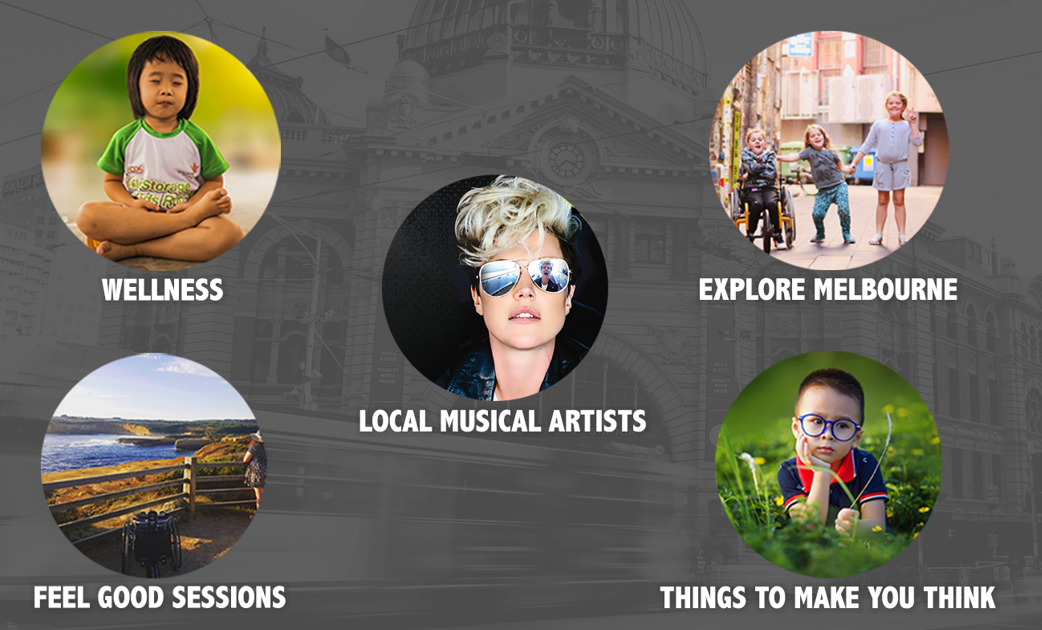 WELLNESS
EXPLORE MELBOURNE
LOCAL MUSICAL ARTISTS
FEEL GOOD SESSIONS
THINGS TO MAKE YOU THINK